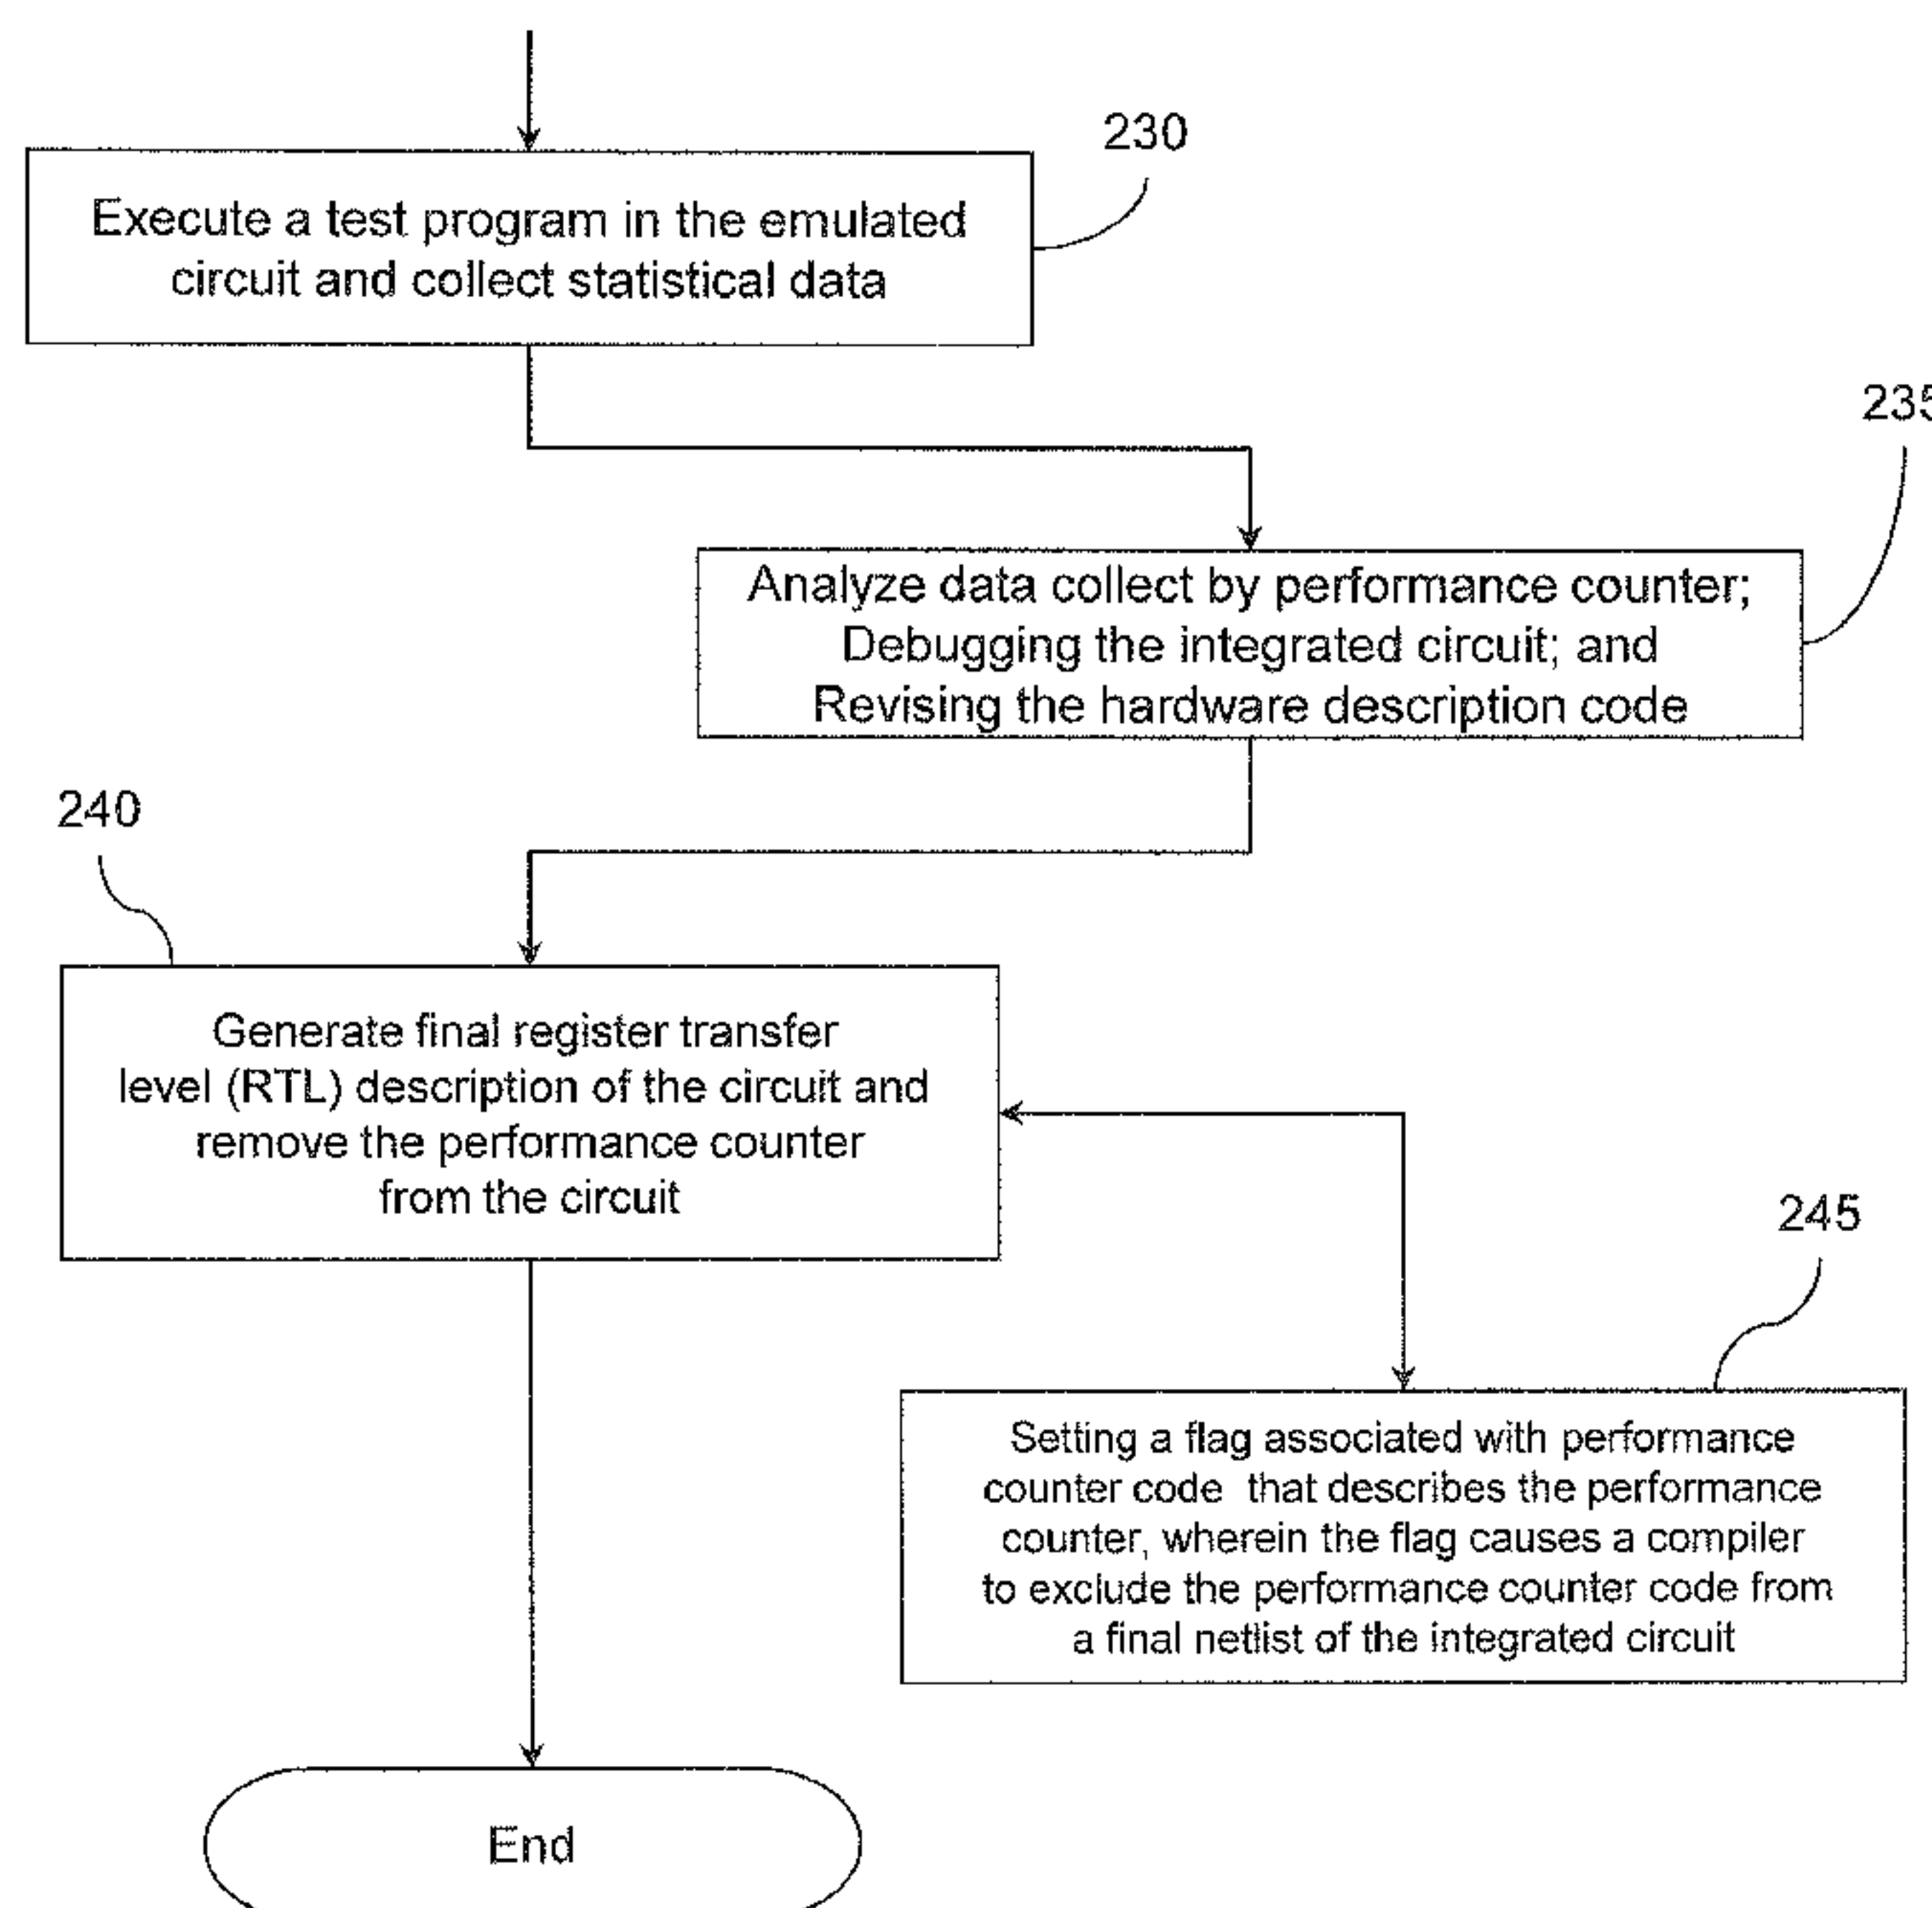 230
Execute a test program in the emulated
circuit and collect statistical data
235
Analyze data collect by performance counter;
Debugging the integrated circuit; and
Revising the hardware description code
240
Generate final register transfer
level (RTL) description of the circuit and
remove the performance counter
from the circuit
245
Setting a flag associated with performance
counter code that describes the performance
counter, wherein the flag causes a compiler
to exclude the performance counter code from
a final netlist of the integrated circuit
End